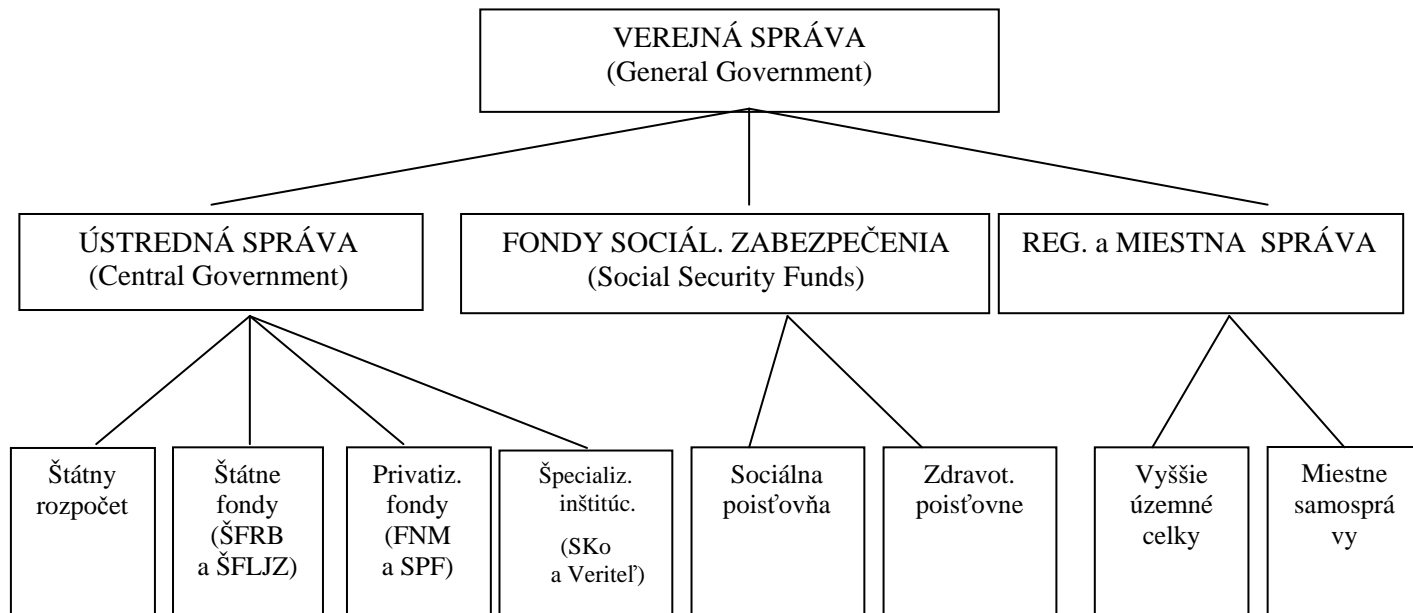 VEREJNÁ SPRÁVA
(General Government)
ÚSTREDNÁ SPRÁVA
(Central Government)
FONDY SOCIÁL. ZABEZPEČENIA
(Social Security Funds)
REG. a MIESTNA SPRÁVA
Štátny
rozpočet
Štátne
fondy
(ŠFRB
a ŠFLJZ)
Privatiz.
fondy
(FNM
a SPF)
Špecializ.
inštitúc.
(SKo
a Veriteľ)
Sociálna
poisťovňa
Zdravot.
poisťovne
Vyššie
územné
celky
Miestne
samosprá
vy